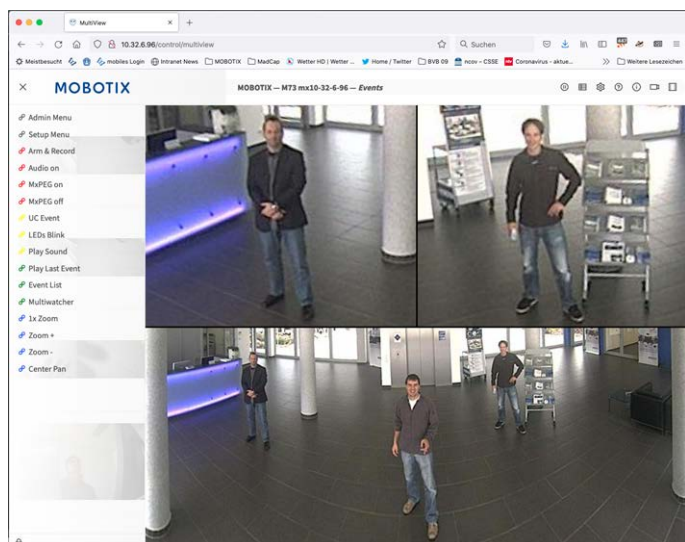 MultiView
10.32.6.96/control/multiview
Suchen
Meistbesucht
mobiles Login
Intranet News
MOBOTIX
MadCap
Wetter HD | Wetter ...
Home / Twitter
BVB 09
ncov – CSSE
Coronavirus - aktue...
Weitere Lesezeichen
MOBOTIX
MOBOTIX — M73 mx10-32-6-96 — Events
Admin Menu
Setup Menu
Arm & Record
Audio on
MxPEG on
MxPEG off
UC Event
LEDs Blink
Play Sound
Play Last Event
Event List
Multiwatcher
1x Zoom
Zoom +
Zoom -
Center Pan